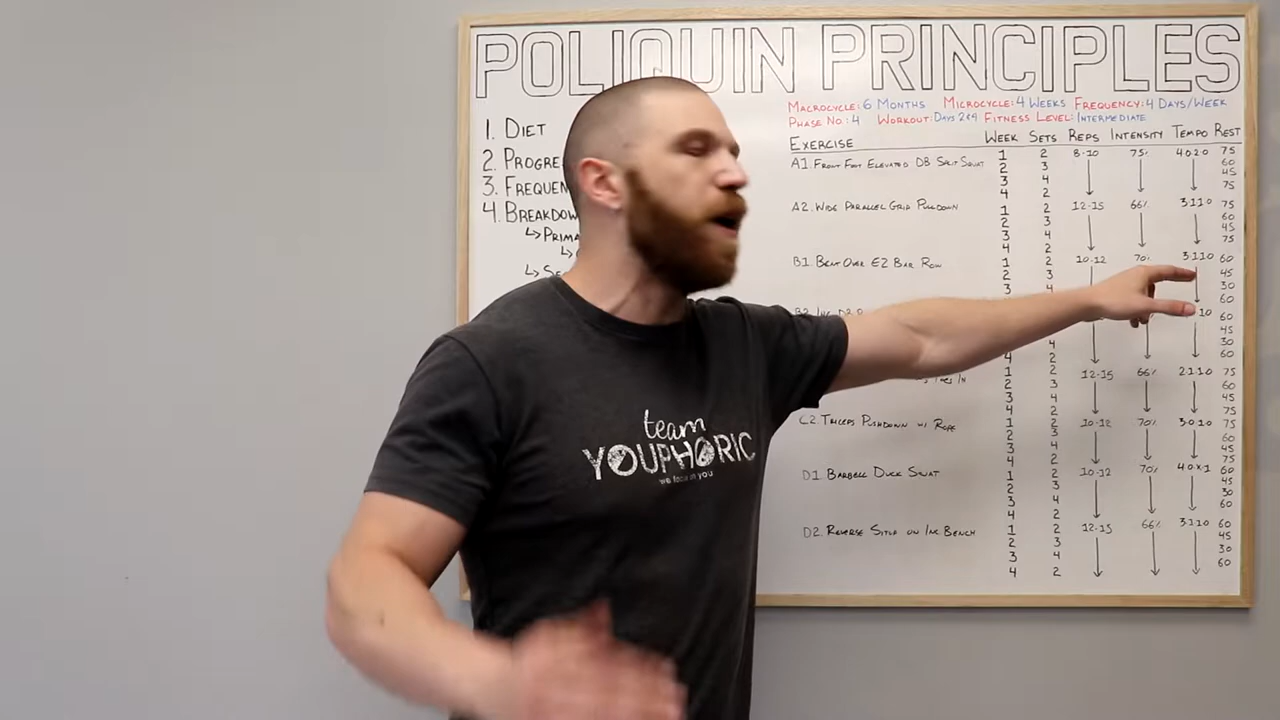 POLIQUIN PRINCIPLES
MACROCYCLE: 6 MONTHS MICROCYCLE: 4 WEEKS FREQUENCY: 4 DAYS/WEEK
PHASE NO.: 4 WORKOUT: DAYS 2&4 FITNESS LEVEL: INTERMEDIATE
1. DIET
2. PROGRE
3. FREQUEN
4. BREAKDOW
↳ PRIMA
↳
↳ SE
EXERCISE WEEK SETS REPS INTENSITY TEMPO REST
A1. FRONT FOOT ELEVATED DB SPLIT SQUAT 1 2 8-10 75% 4020 75
2 3 60
3 4 45
4 2 75
A2. WIDE PARALLEL GRIP PULLDOWN 1 2 12-15 66% 3110 75
2 3 60
3 4 45
4 2 75
B1. BENT OVER EZ BAR ROW 1 2 10-12 70% 3110 60
2 3 45
3 4 30
60
B2. INC. 10 60
45
4 30
4 2 60
IN 1 2 12-15 66% 2110 75
2 3 60
3 4 45
4 2 75
C2. TRICEPS PUSHDOWN W/ ROPE 1 2 10-12 70% 3010 75
2 3 60
3 4 45
4 2 75
D1. BARBELL DUCK SQUAT 1 2 10-12 70% 40X1 60
2 3 45
3 4 30
4 2 60
D2. REVERSE SITUP ON INC. BENCH 1 2 12-15 66% 3110 60
2 3 45
3 4 30
4 2 60
team
YOUPHORIC
we focus on you